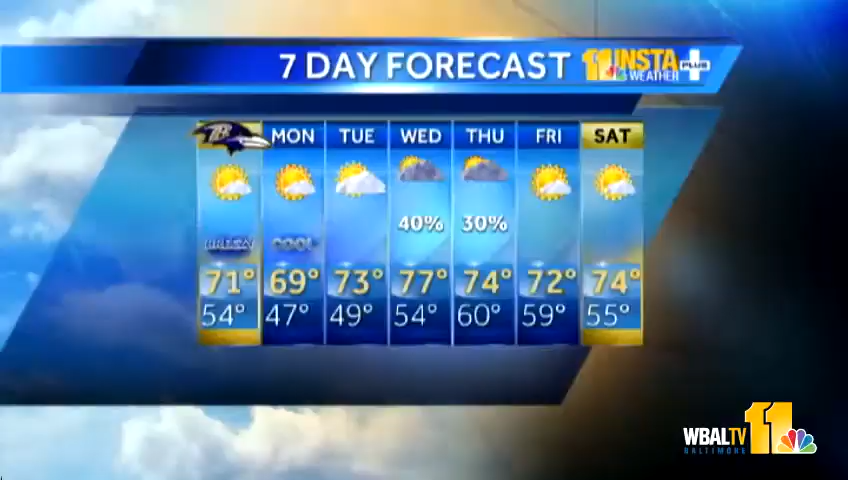 7 DAY FORECAST 11 INSTA WEATHER PLUS
B MON TUE WED THU FRI SAT
40% 30%
BREEZY COOL
71° 69° 73° 77° 74° 72° 74°
54° 47° 49° 54° 60° 59° 55°
WBALTV 11
BALTIMORE